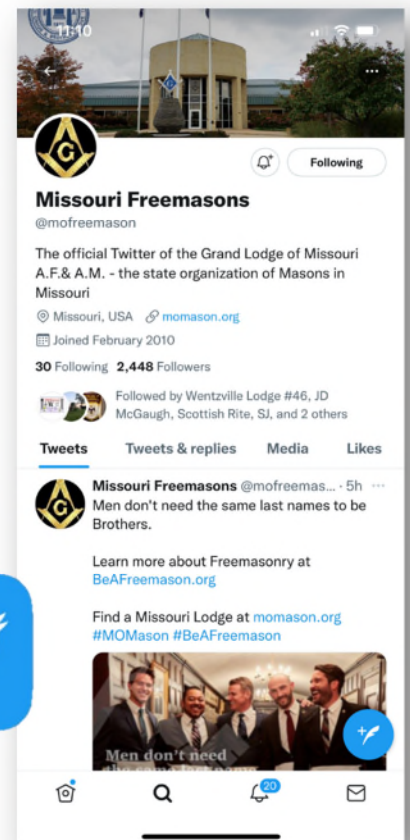 11:10
G
Following
Missouri Freemasons
@mofreemason
The official Twitter of the Grand Lodge of Missouri
A.F.& A.M. - the state organization of Masons in
Missouri
Missouri, USA momason.org
Joined February 2010
30 Following 2,448 Followers
Followed by Wentzville Lodge #46, JD
McGaugh, Scottish Rite, SJ, and 2 others
Tweets Tweets & replies Media Likes
Missouri Freemasons @mofreemas... · 5h
G
Men don't need the same last names to be
Brothers.
Learn more about Freemasonry at
BeAFreemason.org
Find a Missouri Lodge at momason.org
#MOMason #BeAFreemason
Men don't need
the same last name
20